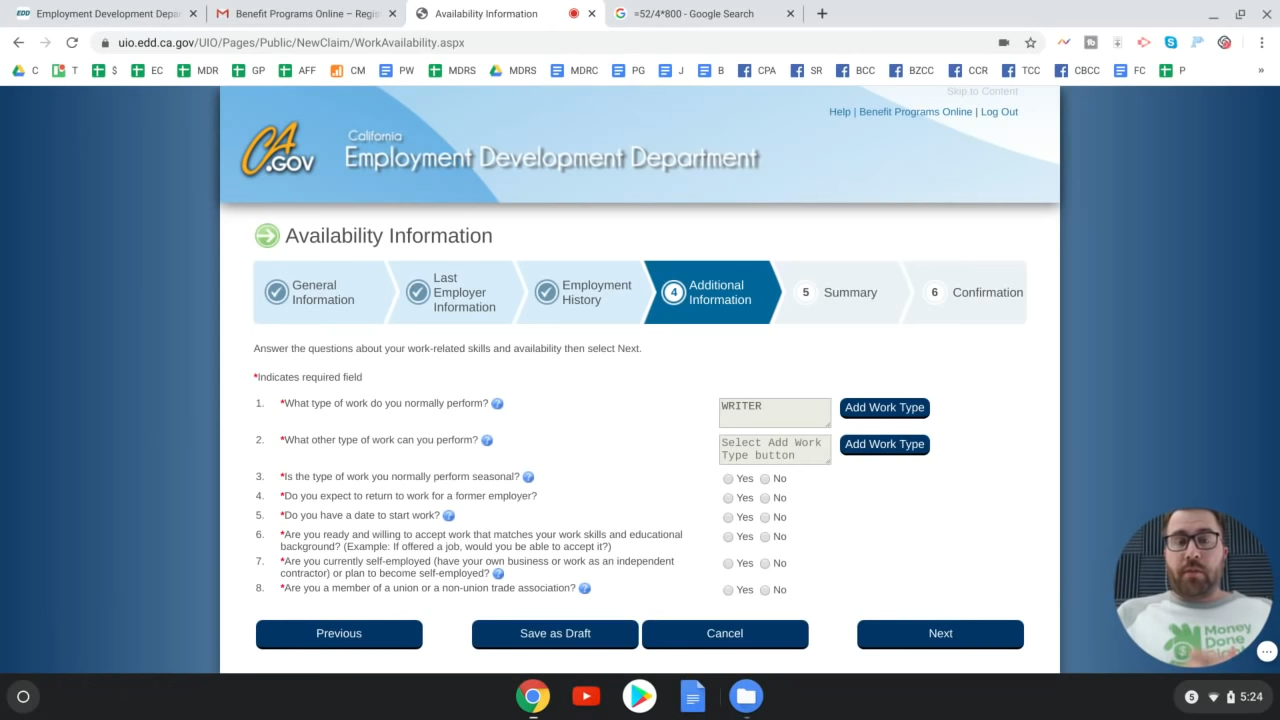 Employment Development Depar
Benefit Programs Online – Regis
Availability Information
=52/4*800 - Google Search
uio.edd.ca.gov/UIO/Pages/Public/NewClaim/WorkAvailability.aspx
C T $ EC MDR GP AFF CM PW MDRS MDRS MDRC PG J B CPA SR BCC BZCC CCR TCC CBCC FC P »
Skip to Content
Help | Benefit Programs Online | Log Out
CA.GOV
California
Employment Development Department
Availability Information
General Information
Last Employer Information
Employment History
4 Additional Information
5 Summary
6 Confirmation
Answer the questions about your work-related skills and availability then select Next.
*Indicates required field
1. *What type of work do you normally perform? ? WRITER Add Work Type
2. *What other type of work can you perform? ? Select Add Work Type button Add Work Type
3. *Is the type of work you normally perform seasonal? ? Yes No
4. *Do you expect to return to work for a former employer? Yes No
5. *Do you have a date to start work? ? Yes No
6. *Are you ready and willing to accept work that matches your work skills and educational
background? (Example: If offered a job, would you be able to accept it?) Yes No
7. *Are you currently self-employed (have your own business or work as an independent
contractor) or plan to become self-employed? ? Yes No
8. *Are you a member of a union or a non-union trade association? ? Yes No
Previous Save as Draft Cancel Next
Money
Done
5 5:24